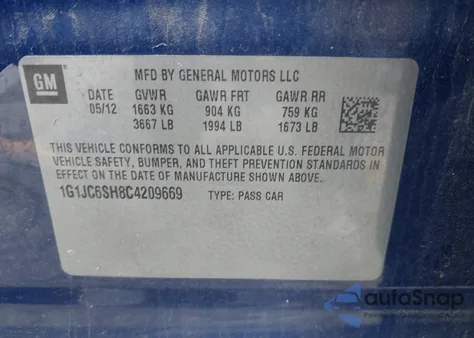 GM
MFD BY GENERAL MOTORS LLC
DATE GVWR GAWR FRT GAWR RR
05/12 1663 KG 904 KG 759 KG
3667 LB 1994 LB 1673 LB
THIS VEHICLE CONFORMS TO ALL APPLICABLE U.S. FEDERAL MOTOR
VEHICLE SAFETY, BUMPER, AND THEFT PREVENTION STANDARDS IN
EFFECT ON THE DATE OF MANUFACTURE SHOWN ABOVE.
1G1JC6SH8C4209669 TYPE: PASS CAR
autoSnap